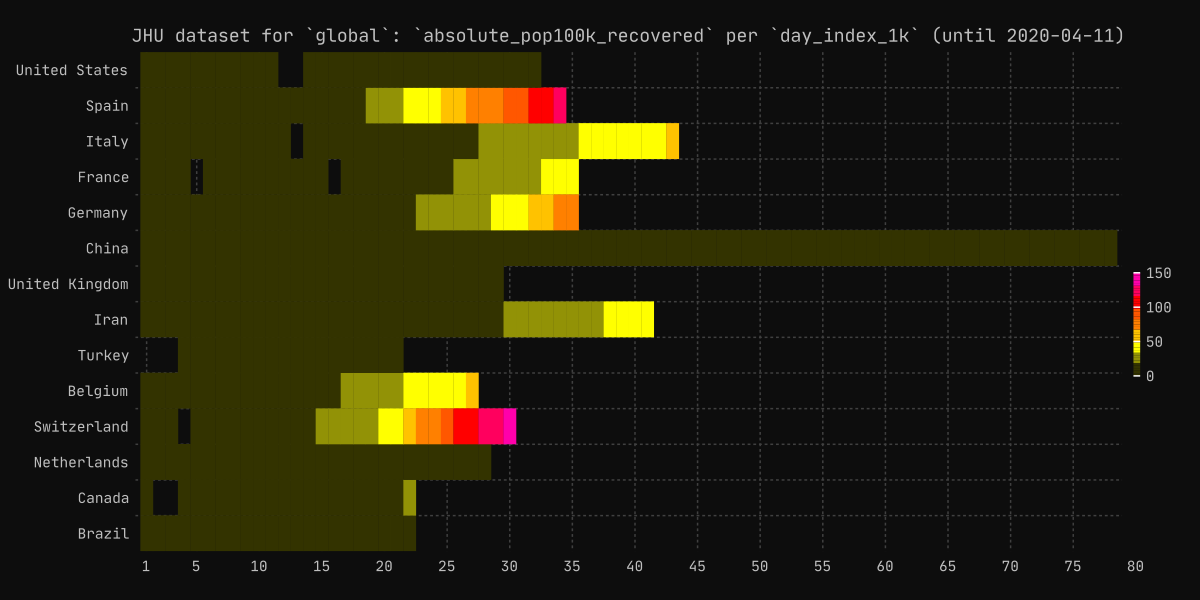 JHU dataset for `global`: `absolute_pop100k_recovered` per `day_index_1k` (until 2020-04-11)
United States
Spain
Italy
France
Germany
China
United Kingdom
Iran
Turkey
Belgium
Switzerland
Netherlands
Canada
Brazil
150
100
50
0
1 5 10 15 20 25 30 35 40 45 50 55 60 65 70 75 80